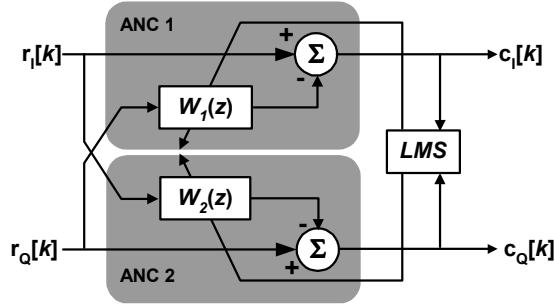 ANC 1
r_I[k]
+
Σ
c_I[k]
-
W_1(z)
LMS
W_2(z)
-
r_Q[k]
+
Σ
c_Q[k]
ANC 2